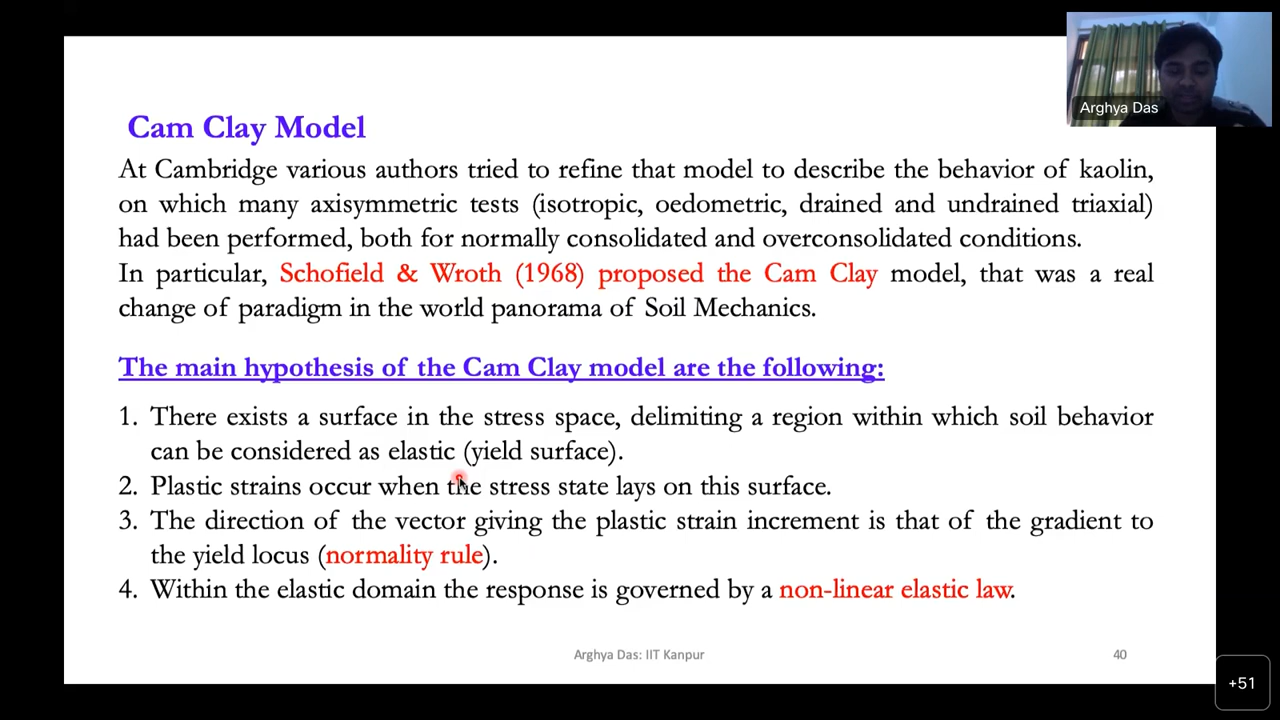 Arghya Das
Cam Clay Model
At Cambridge various authors tried to refine that model to describe the behavior of kaolin,
on which many axisymmetric tests (isotropic, oedometric, drained and undrained triaxial)
had been performed, both for normally consolidated and overconsolidated conditions.
In particular, Schofield & Wroth (1968) proposed the Cam Clay model, that was a real
change of paradigm in the world panorama of Soil Mechanics.
The main hypothesis of the Cam Clay model are the following:
1. There exists a surface in the stress space, delimiting a region within which soil behavior
can be considered as elastic (yield surface).
2. Plastic strains occur when the stress state lays on this surface.
3. The direction of the vector giving the plastic strain increment is that of the gradient to
the yield locus (normality rule).
4. Within the elastic domain the response is governed by a non-linear elastic law.
Arghya Das: IIT Kanpur
40
+51